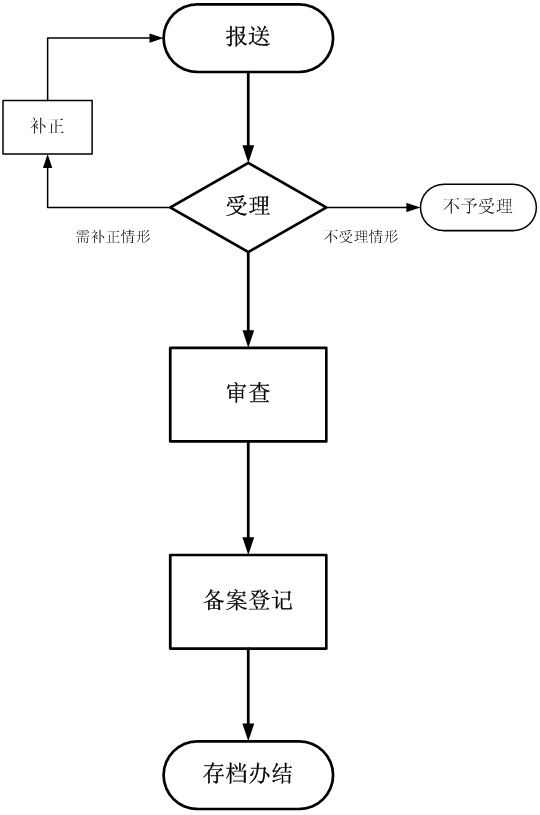 报送
补正
受理
不予受理
需补正情形
不受理情形
审查
备案登记
存档办结